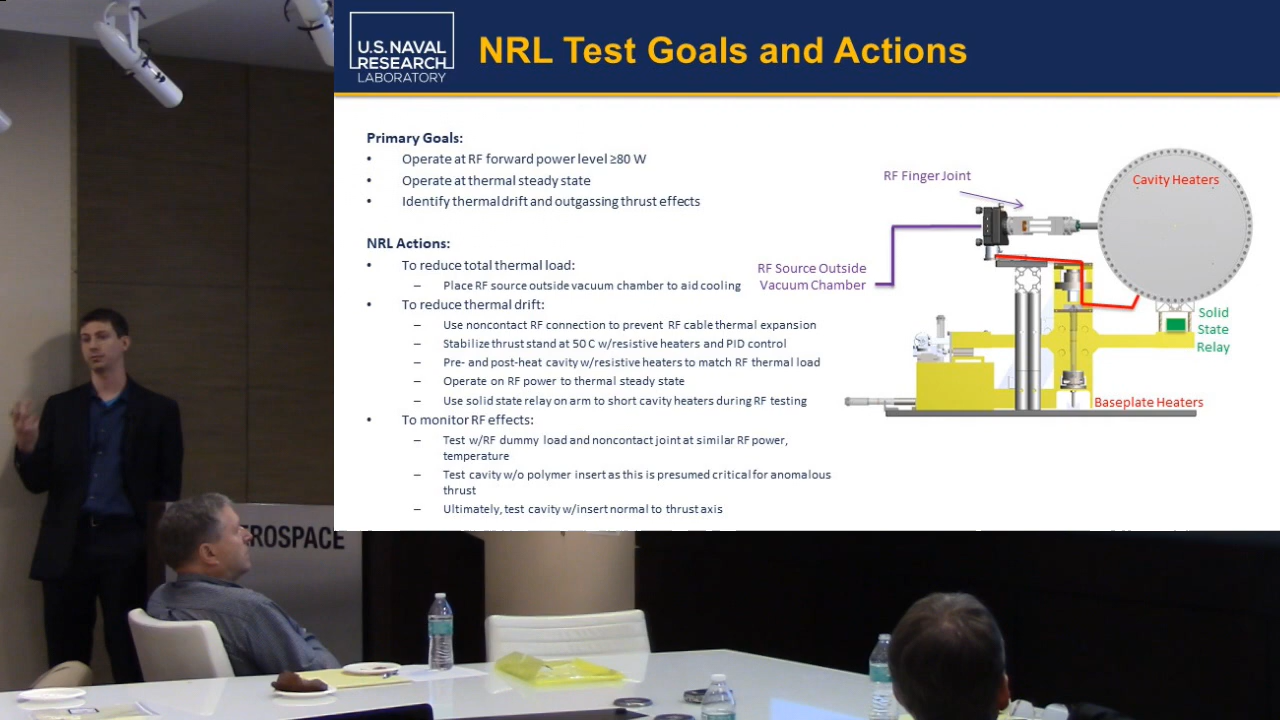 U.S. NAVAL
RESEARCH
LABORATORY
NRL Test Goals and Actions
Primary Goals:
• Operate at RF forward power level ≥80 W
• Operate at thermal steady state
• Identify thermal drift and outgassing thrust effects
NRL Actions:
• To reduce total thermal load:
– Place RF source outside vacuum chamber to aid cooling
• To reduce thermal drift:
– Use noncontact RF connection to prevent RF cable thermal expansion
– Stabilize thrust stand at 50 C w/resistive heaters and PID control
– Pre- and post-heat cavity w/resistive heaters to match RF thermal load
– Operate on RF power to thermal steady state
– Use solid state relay on arm to short cavity heaters during RF testing
• To monitor RF effects:
– Test w/RF dummy load and noncontact joint at similar RF power,
temperature
– Test cavity w/o polymer insert as this is presumed critical for anomalous
thrust
– Ultimately, test cavity w/insert normal to thrust axis
RF Finger Joint
Cavity Heaters
RF Source Outside
Vacuum Chamber
Solid
State
Relay
Baseplate Heaters
EROSPACE